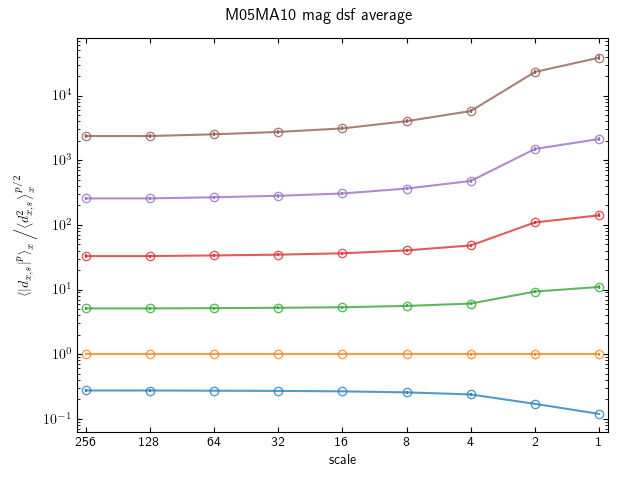 M05MA10 mag dsf average
⟨|d_{x,s}|^p⟩_x / ⟨d_{x,s}^2⟩_x^{p/2}
10^4
10^3
10^2
10^1
10^0
10^{-1}
256 128 64 32 16 8 4 2 1
scale